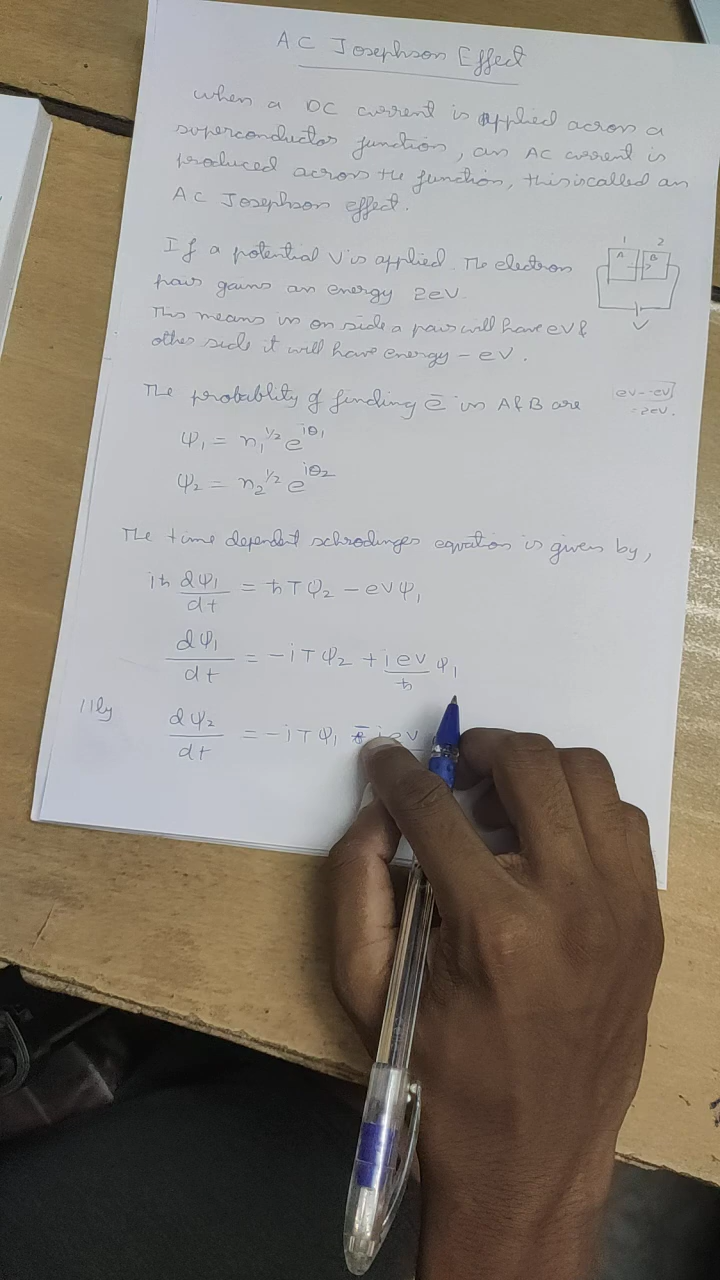 AC Josephson Effect
when a DC current is applied across a
superconductor junction, an AC current is
produced across the junction, this is called an
AC Josephson effect.
If a potential V is applied. The electron
pair gains an energy 2eV.
This means is on side a pair will have eV &
other side it will have energy - eV.
1 2
A B
V
The probablity of finding ē in A & B are
eV - -eV
= 2eV.
ψ₁ = n₁^1/2 e^iθ₁
ψ₂ = n₂^1/2 e^iθ₂
The time dependent schrodinger equation is given by,
iħ dψ₁/dt = ħTψ₂ - eVψ₁
dψ₁/dt = -iTψ₂ + ieV/ħ ψ₁
111ly dψ₂/dt = -iTψ₁ - ieV